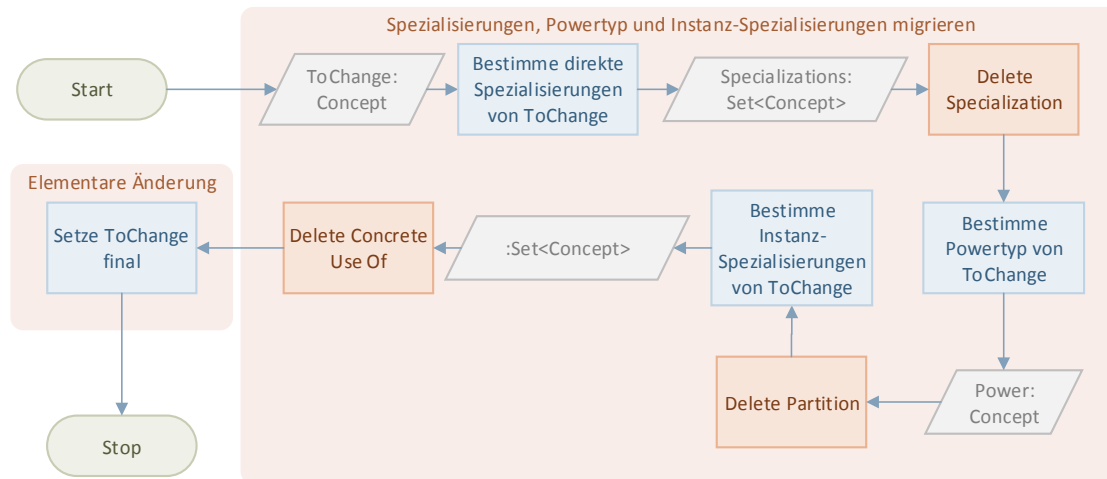 Spezialisierungen, Powertyp und Instanz-Spezialisierungen migrieren
Start
ToChange:
Concept
Bestimme direkte
Spezialisierungen
von ToChange
Specializations:
Set<Concept>
Delete
Specialization
Elementare Änderung
Setze ToChange
final
Delete Concrete
Use Of
:Set<Concept>
Bestimme
Instanz-
Spezialisierungen
von ToChange
Bestimme
Powertyp von
ToChange
Delete Partition
Power:
Concept
Stop